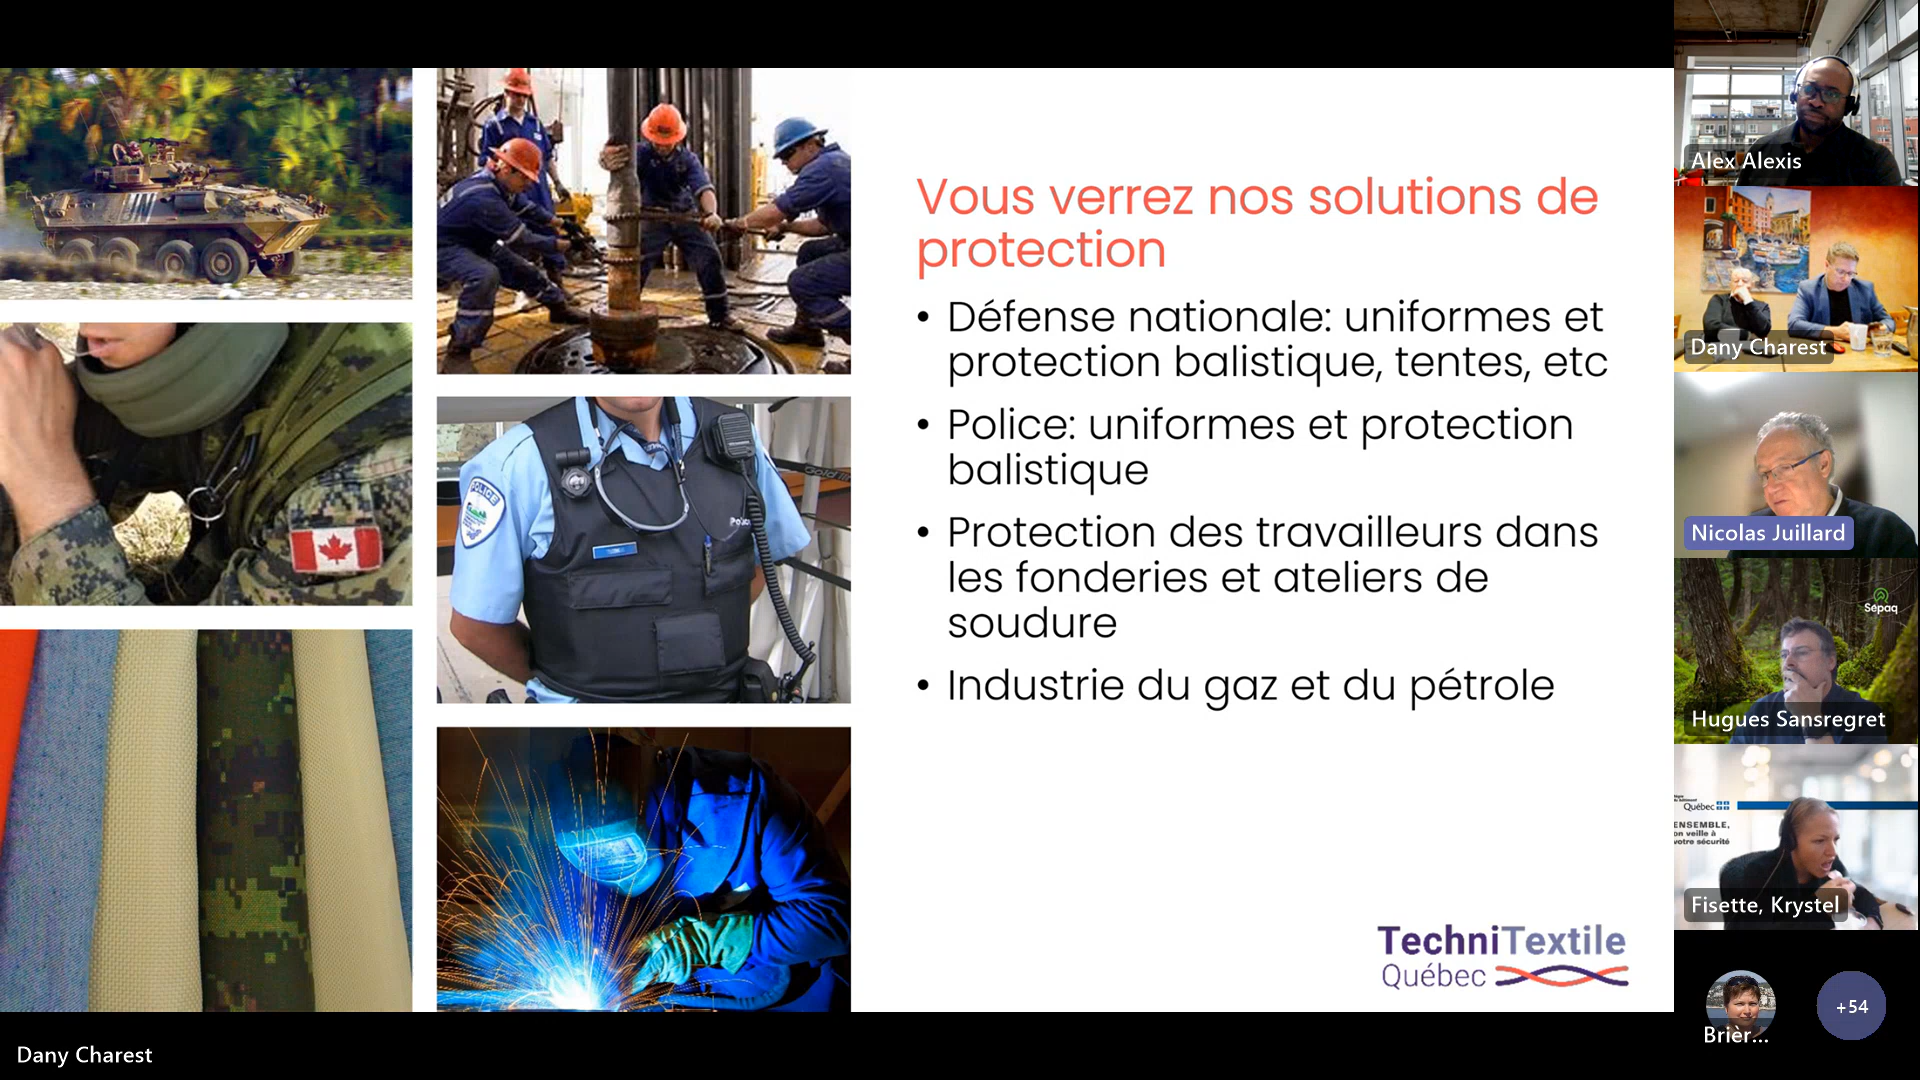 Vous verrez nos solutions de
protection
• Défense nationale: uniformes et
protection balistique, tentes, etc
• Police: uniformes et protection
balistique
• Protection des travailleurs dans
les fonderies et ateliers de
soudure
• Industrie du gaz et du pétrole
TechniTextile
Québec
POLICE
Alex Alexis
Dany Charest
Nicolas Juillard
Sépaq
Hugues Sansregret
Québec
ENSEMBLE,
on veille à
votre sécurité
Fisette, Krystel
Brièr...
+54
Dany Charest